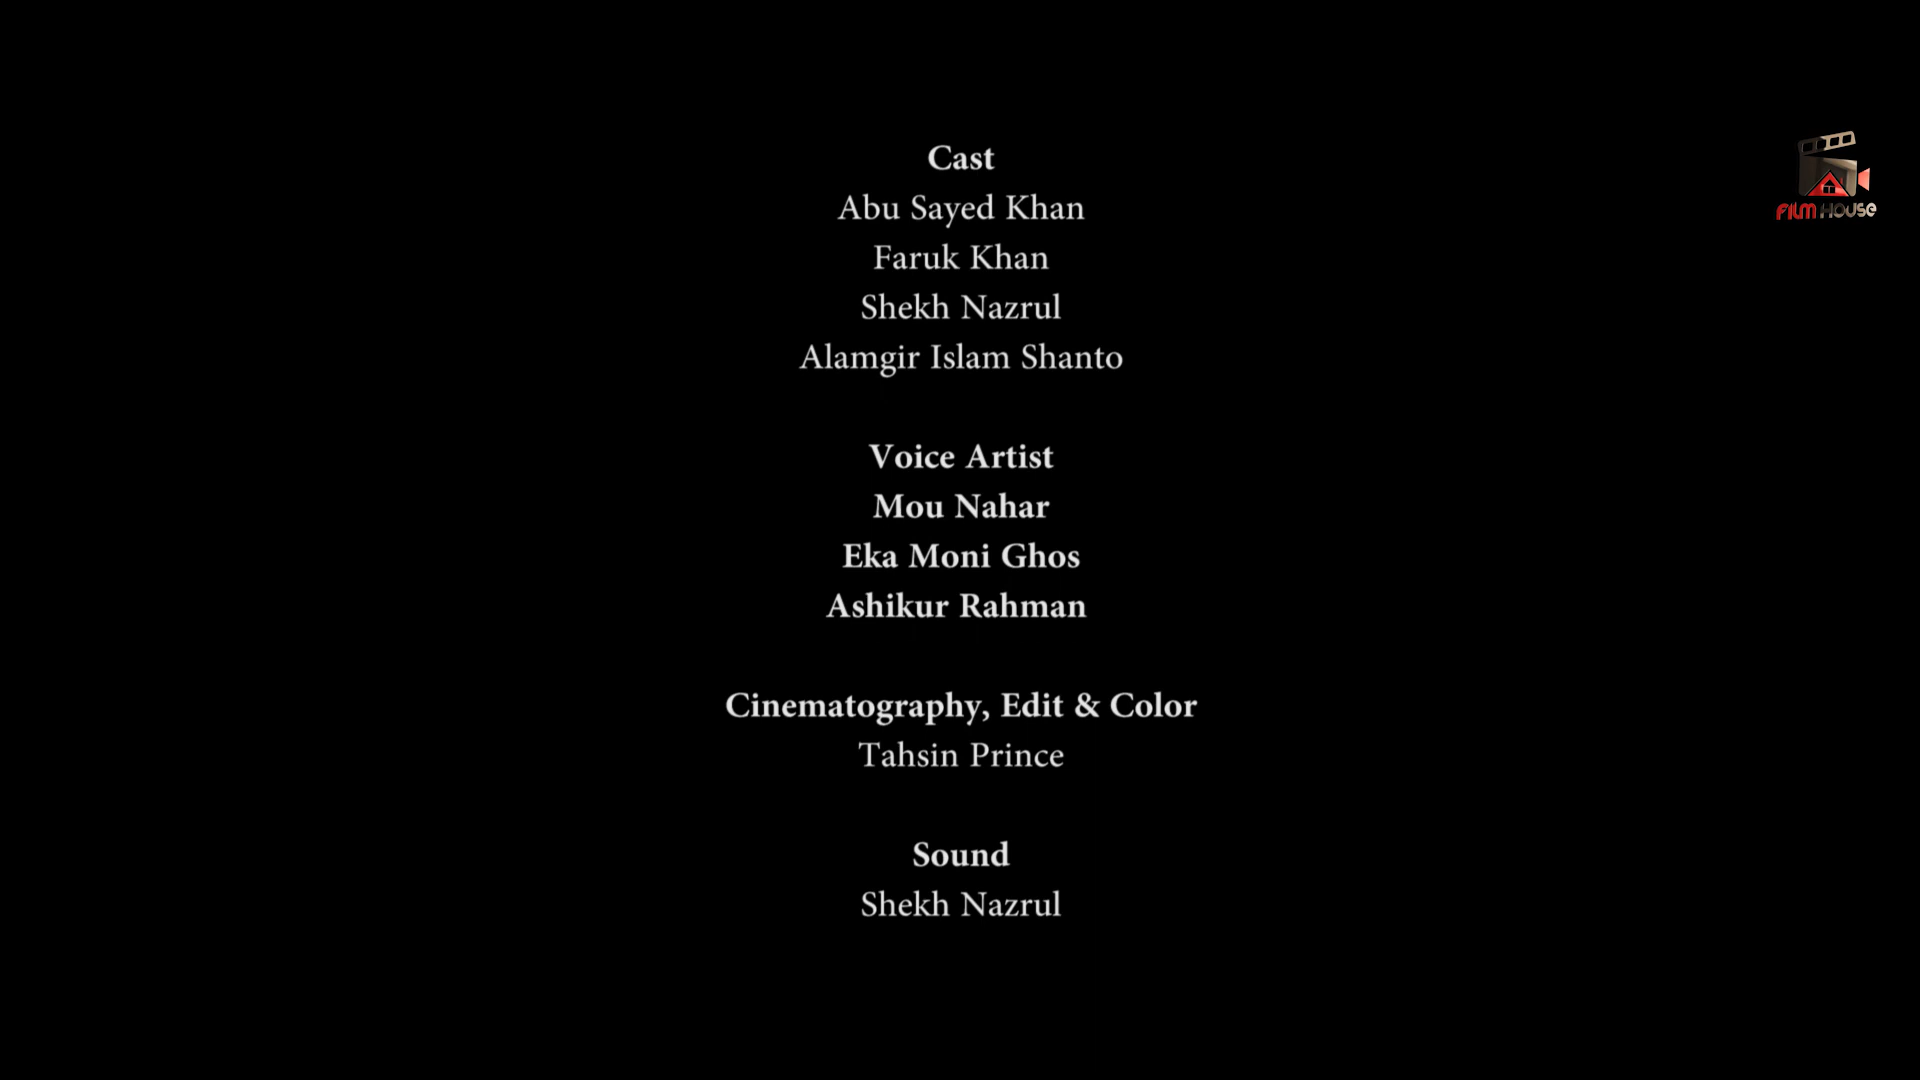 Cast
Abu Sayed Khan
Faruk Khan
Shekh Nazrul
Alamgir Islam Shanto
Voice Artist
Mou Nahar
Eka Moni Ghos
Ashikur Rahman
Cinematography, Edit & Color
Tahsin Prince
Sound
Shekh Nazrul
FILM HOUSE